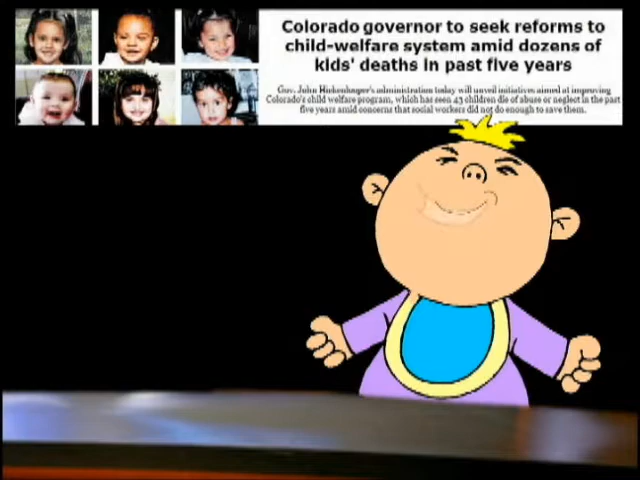 Colorado governor to seek reforms to
child-welfare system amid dozens of
kids' deaths in past five years
Gov. John Hickenlooper's administration today will unveil initiatives aimed at improving
Colorado's child welfare program, which has seen 43 children die of abuse or neglect in the past
five years amid concerns that social workers did not do enough to save them.